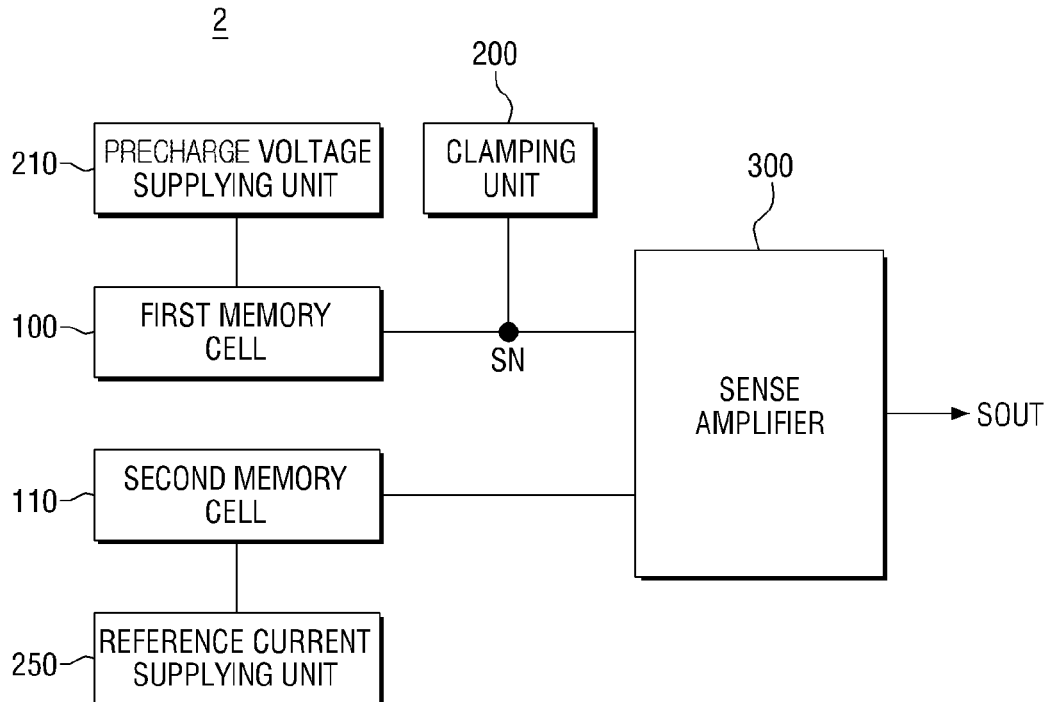 2
200
210
PRECHARGE VOLTAGE
SUPPLYING UNIT
CLAMPING
UNIT
300
100
FIRST MEMORY
CELL
SN
SENSE
AMPLIFIER
SOUT
110
SECOND MEMORY
CELL
250
REFERENCE CURRENT
SUPPLYING UNIT